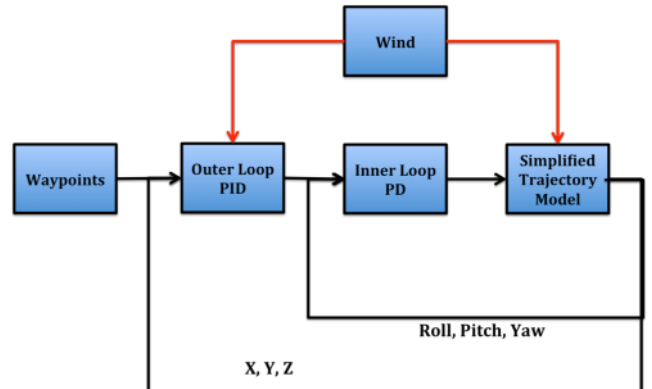 Wind
Waypoints
Outer Loop
PID
Inner Loop
PD
Simplified
Trajectory
Model
Roll, Pitch, Yaw
X, Y, Z